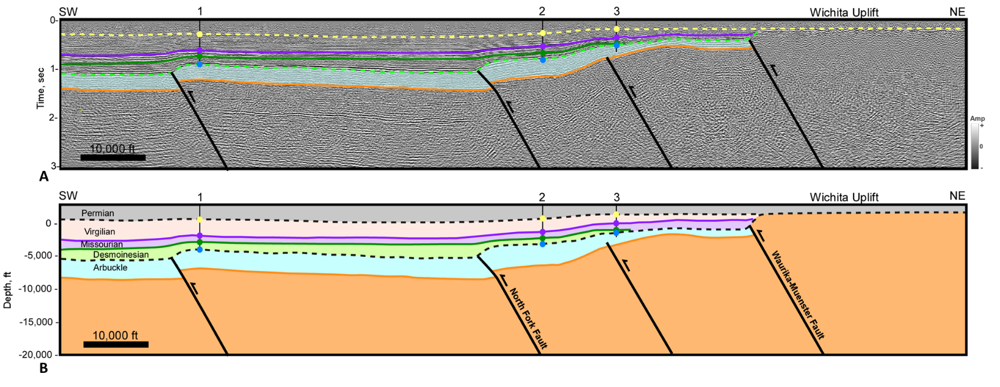 SW 1 2 3 Wichita Uplift NE
0-
1-
2-
3-
Time, sec
10,000 ft
Amp
+
0
-
A
SW 1 2 3 Wichita Uplift NE
Permian
Virgilian
Missourian
Desmoinesian
Arbuckle
0 -
-5,000 -
-10,000 -
-15,000 -
-20,000 -
Depth, ft
10,000 ft
North Fork Fault
Waurika-Muenster Fault
B